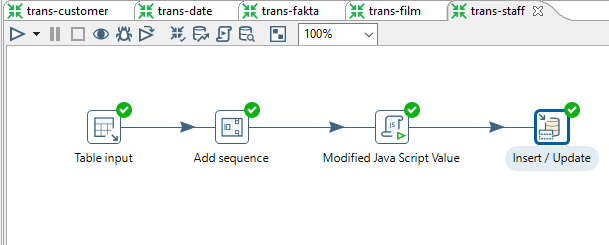 trans-customer trans-date trans-fakta trans-film trans-staff
100%
Table input Add sequence Modified Java Script Value Insert / Update